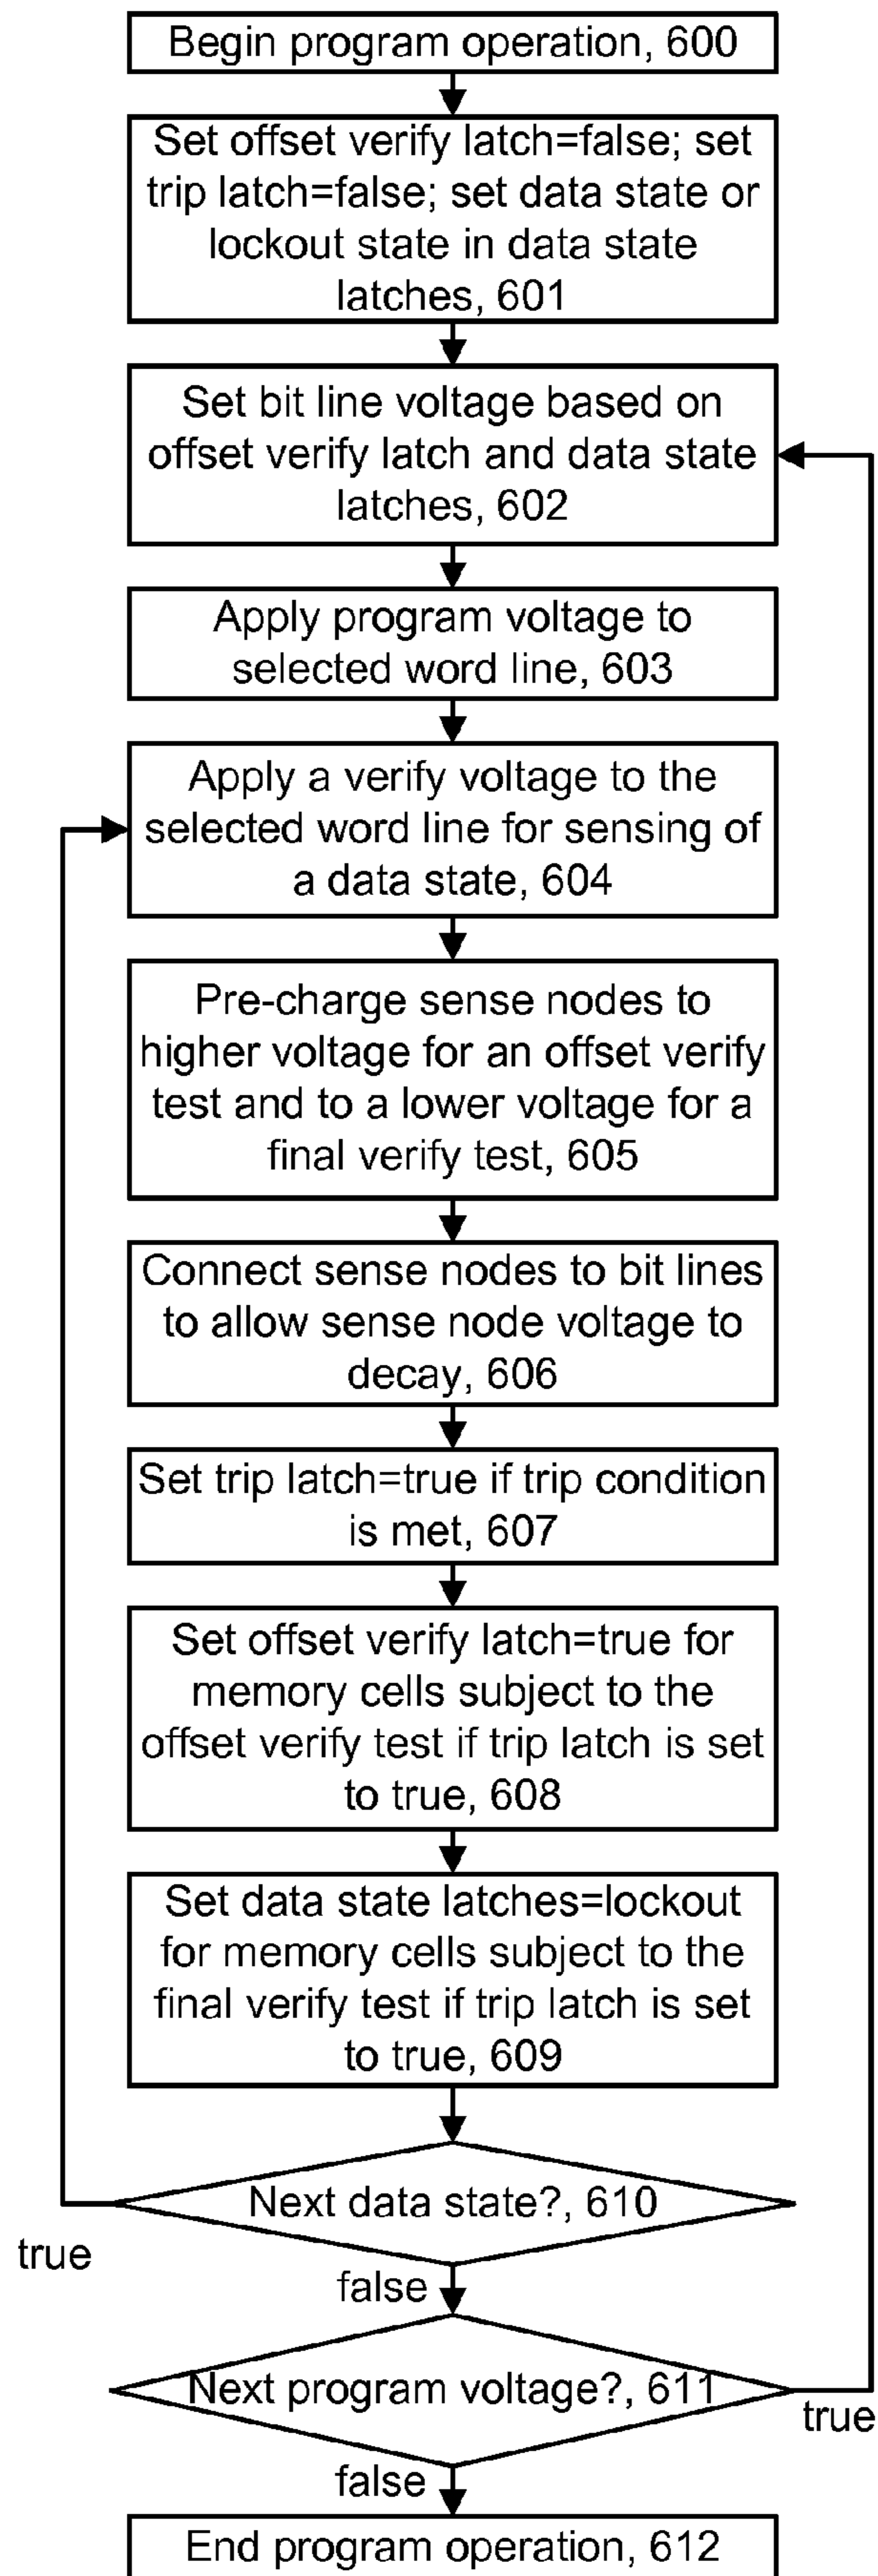 Begin program operation, 600
Set offset verify latch=false; set
trip latch=false; set data state or
lockout state in data state
latches, 601
Set bit line voltage based on
offset verify latch and data state
latches, 602
Apply program voltage to
selected word line, 603
Apply a verify voltage to the
selected word line for sensing of
a data state, 604
Pre-charge sense nodes to
higher voltage for an offset verify
test and to a lower voltage for a
final verify test, 605
Connect sense nodes to bit lines
to allow sense node voltage to
decay, 606
Set trip latch=true if trip condition
is met, 607
Set offset verify latch=true for
memory cells subject to the
offset verify test if trip latch is set
to true, 608
Set data state latches=lockout
for memory cells subject to the
final verify test if trip latch is set
to true, 609
Next data state?, 610
true
false
Next program voltage?, 611
true
false
End program operation, 612